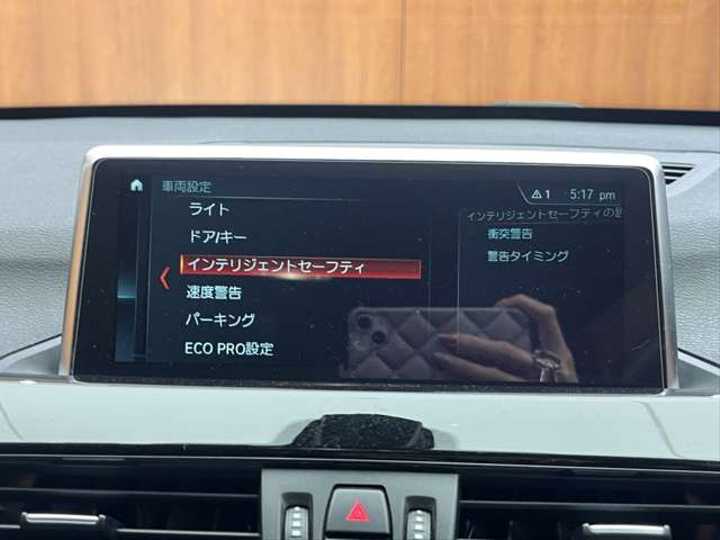 車両設定
1 5:17 pm
ライト
ドア/キー
インテリジェントセーフティ
速度警告
パーキング
ECO PRO設定
インテリジェントセーフティの
衝突警告
警告タイミング